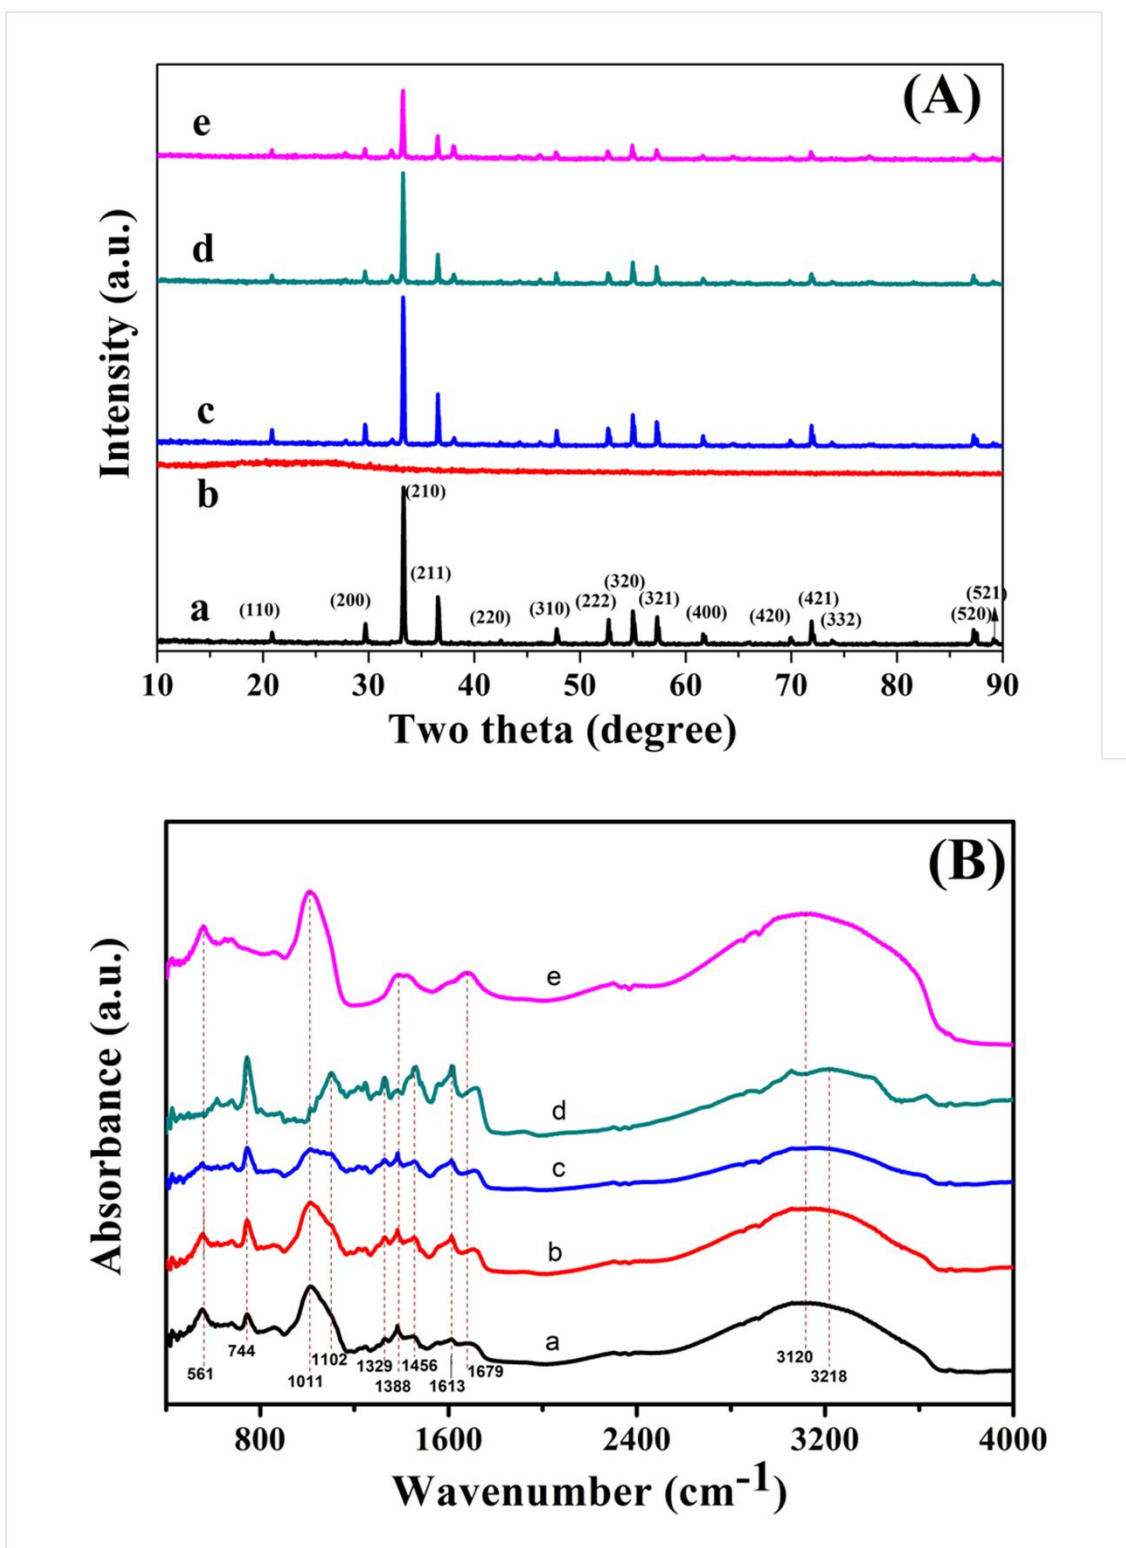 (A)
e
d
c
b
a
(110)
(200)
(210)
(211)
(220)
(310)
(222)
(320)
(321)
(400)
(420)
(421)
(332)
(520)
(521)
Intensity (a.u.)
10 20 30 40 50 60 70 80 90
Two theta (degree)
(B)
e
d
c
b
a
561
744
1011
1102
1329
1388
1456
1613
1679
3120
3218
Absorbance (a.u.)
800 1600 2400 3200 4000
Wavenumber (cm-1)